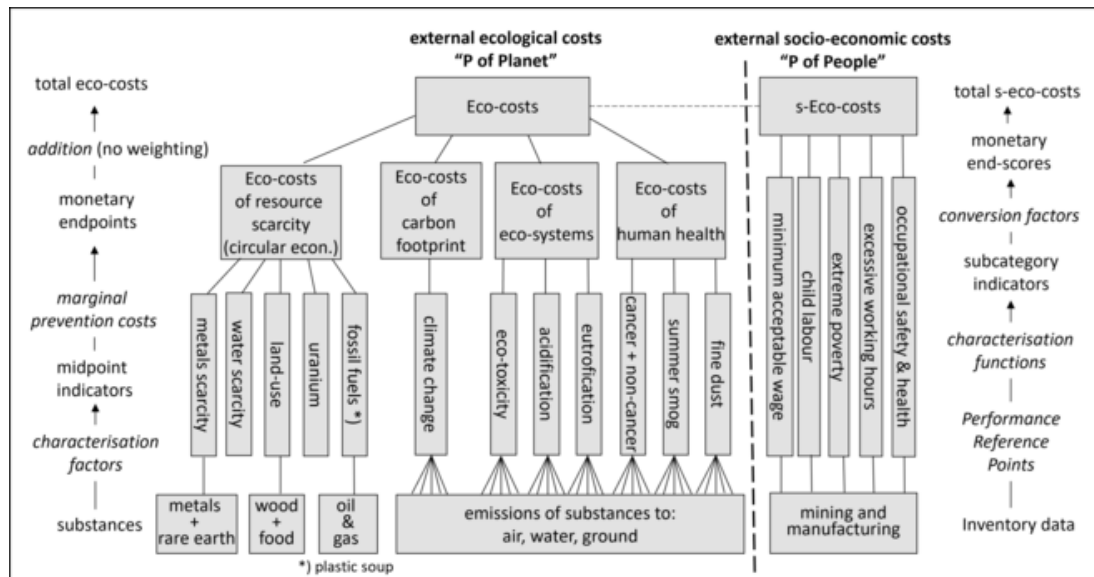 external ecological costs
"P of Planet"
external socio-economic costs
"P of People"
total eco-costs
addition (no weighting)
monetary
endpoints
marginal
prevention costs
midpoint
indicators
characterisation
factors
substances
Eco-costs
s-Eco-costs
Eco-costs
of resource
scarcity
(circular econ.)
Eco-costs
of
carbon
footprint
Eco-costs
of
eco-systems
Eco-costs
of
human health
metals scarcity
water scarcity
land-use
uranium
fossil fuels *)
climate change
eco-toxicity
acidification
eutrofication
cancer + non-cancer
summer smog
fine dust
minimum acceptable wage
child labour
extreme poverty
excessive working hours
occupational safety & health
metals
+
rare earth
wood
+
food
oil
&
gas
*) plastic soup
emissions of substances to:
air, water, ground
mining and
manufacturing
total s-eco-costs
monetary
end-scores
conversion factors
subcategory
indicators
characterisation
functions
Performance
Reference
Points
Inventory data